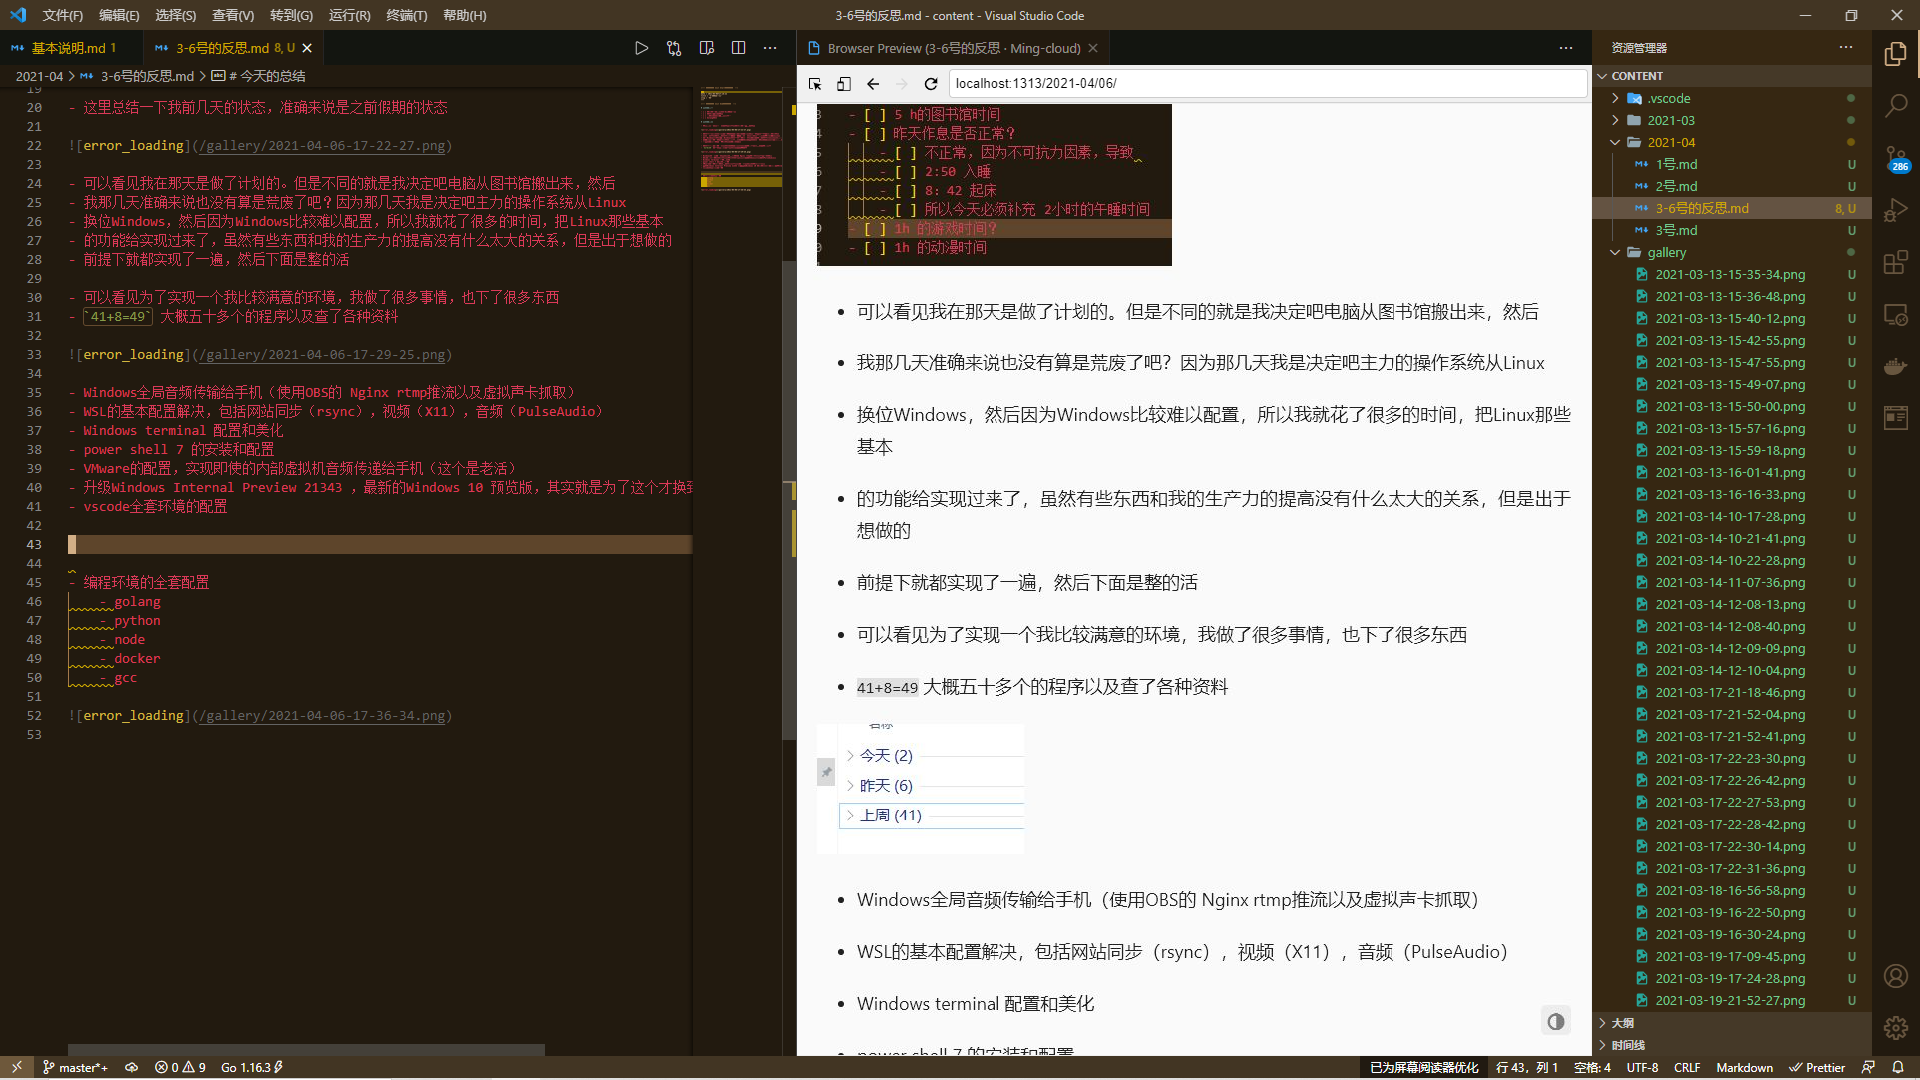 文件(F) 编辑(E) 选择(S) 查看(V) 转到(G) 运行(R) 终端(T) 帮助(H)
3-6号的反思.md - content - Visual Studio Code
基本说明.md 1
3-6号的反思.md 8, U
2021-04 > 3-6号的反思.md > # 今天的总结
19
20 - 这里总结一下我前几天的状态，准确来说是之前假期的状态
21
22 ![error_loading](/gallery/2021-04-06-17-22-27.png)
23
24 - 可以看见我在那天是做了计划的。但是不同的就是我决定吧电脑从图书馆搬出来，然后
25 - 我那几天准确来说也没有算是荒废了吧？因为那几天我是决定吧主力的操作系统从Linux
26 - 换位Windows，然后因为Windows比较难以配置，所以我就花了很多的时间，把Linux那些基本
27 - 的功能给实现过来了，虽然有些东西和我的生产力的提高没有什么太大的关系，但是出于想做的
28 - 前提下就都实现了一遍，然后下面是整的活
29
30 - 可以看见为了实现一个我比较满意的环境，我做了很多事情，也下了很多东西
31 - `41+8=49` 大概五十多个的程序以及查了各种资料
32
33 ![error_loading](/gallery/2021-04-06-17-29-25.png)
34
35 - Windows全局音频传输给手机（使用OBS的 Nginx rtmp推流以及虚拟声卡抓取）
36 - WSL的基本配置解决，包括网站同步（rsync），视频（X11），音频（PulseAudio）
37 - Windows terminal 配置和美化
38 - power shell 7 的安装和配置
39 - VMware的配置，实现即使的内部虚拟机音频传递给手机（这个是老活）
40 - 升级Windows Internal Preview 21343 ，最新的Windows 10 预览版，其实就是为了这个才换到
41 - vscode全套环境的配置
42
43
44
45 - 编程环境的全套配置
46 - golang
47 - python
48 - node
49 - docker
50 - gcc
51
52 ![error_loading](/gallery/2021-04-06-17-36-34.png)
53
Browser Preview (3-6号的反思 · Ming-cloud)
localhost:1313/2021-04/06/
- [ ] 5 h的图书馆时间
- [ ] 昨天作息是否正常?
- [ ] 不正常，因为不可抗力因素，导致
- [ ] 2:50 入睡
- [ ] 8: 42 起床
- [ ] 所以今天必须补充 2小时的午睡时间
- [ ] 1h 的游戏时间?
- [ ] 1h 的动漫时间
• 可以看见我在那天是做了计划的。但是不同的就是我决定吧电脑从图书馆搬出来，然后
• 我那几天准确来说也没有算是荒废了吧？因为那几天我是决定吧主力的操作系统从Linux
• 换位Windows，然后因为Windows比较难以配置，所以我就花了很多的时间，把Linux那些
基本
• 的功能给实现过来了，虽然有些东西和我的生产力的提高没有什么太大的关系，但是出于
想做的
• 前提下就都实现了一遍，然后下面是整的活
• 可以看见为了实现一个我比较满意的环境，我做了很多事情，也下了很多东西
• 41+8=49 大概五十多个的程序以及查了各种资料
名称
今天 (2)
昨天 (6)
上周 (41)
• Windows全局音频传输给手机（使用OBS的 Nginx rtmp推流以及虚拟声卡抓取）
• WSL的基本配置解决，包括网站同步（rsync），视频（X11），音频（PulseAudio）
• Windows terminal 配置和美化
• power shell 7 的安装和配置
资源管理器
CONTENT
.vscode
2021-03
2021-04
1号.md U
2号.md U
3-6号的反思.md 8, U
3号.md U
gallery
2021-03-13-15-35-34.png U
2021-03-13-15-36-48.png U
2021-03-13-15-40-12.png U
2021-03-13-15-42-55.png U
2021-03-13-15-47-55.png U
2021-03-13-15-49-07.png U
2021-03-13-15-50-00.png U
2021-03-13-15-57-16.png U
2021-03-13-15-59-18.png U
2021-03-13-16-01-41.png U
2021-03-13-16-16-33.png U
2021-03-14-10-17-28.png U
2021-03-14-10-21-41.png U
2021-03-14-10-22-28.png U
2021-03-14-11-07-36.png U
2021-03-14-12-08-13.png U
2021-03-14-12-08-40.png U
2021-03-14-12-09-09.png U
2021-03-14-12-10-04.png U
2021-03-17-21-18-46.png U
2021-03-17-21-52-04.png U
2021-03-17-21-52-41.png U
2021-03-17-22-23-30.png U
2021-03-17-22-26-42.png U
2021-03-17-22-27-53.png U
2021-03-17-22-28-42.png U
2021-03-17-22-30-14.png U
2021-03-17-22-31-36.png U
2021-03-18-16-56-58.png U
2021-03-19-16-22-50.png U
2021-03-19-16-30-24.png U
2021-03-19-17-09-45.png U
2021-03-19-17-24-28.png U
2021-03-19-21-52-27.png U
大纲
时间线
286
master*+ 0 9 Go 1.16.3
已为屏幕阅读器优化 行 43，列 1 空格: 4 UTF-8 CRLF Markdown Prettier